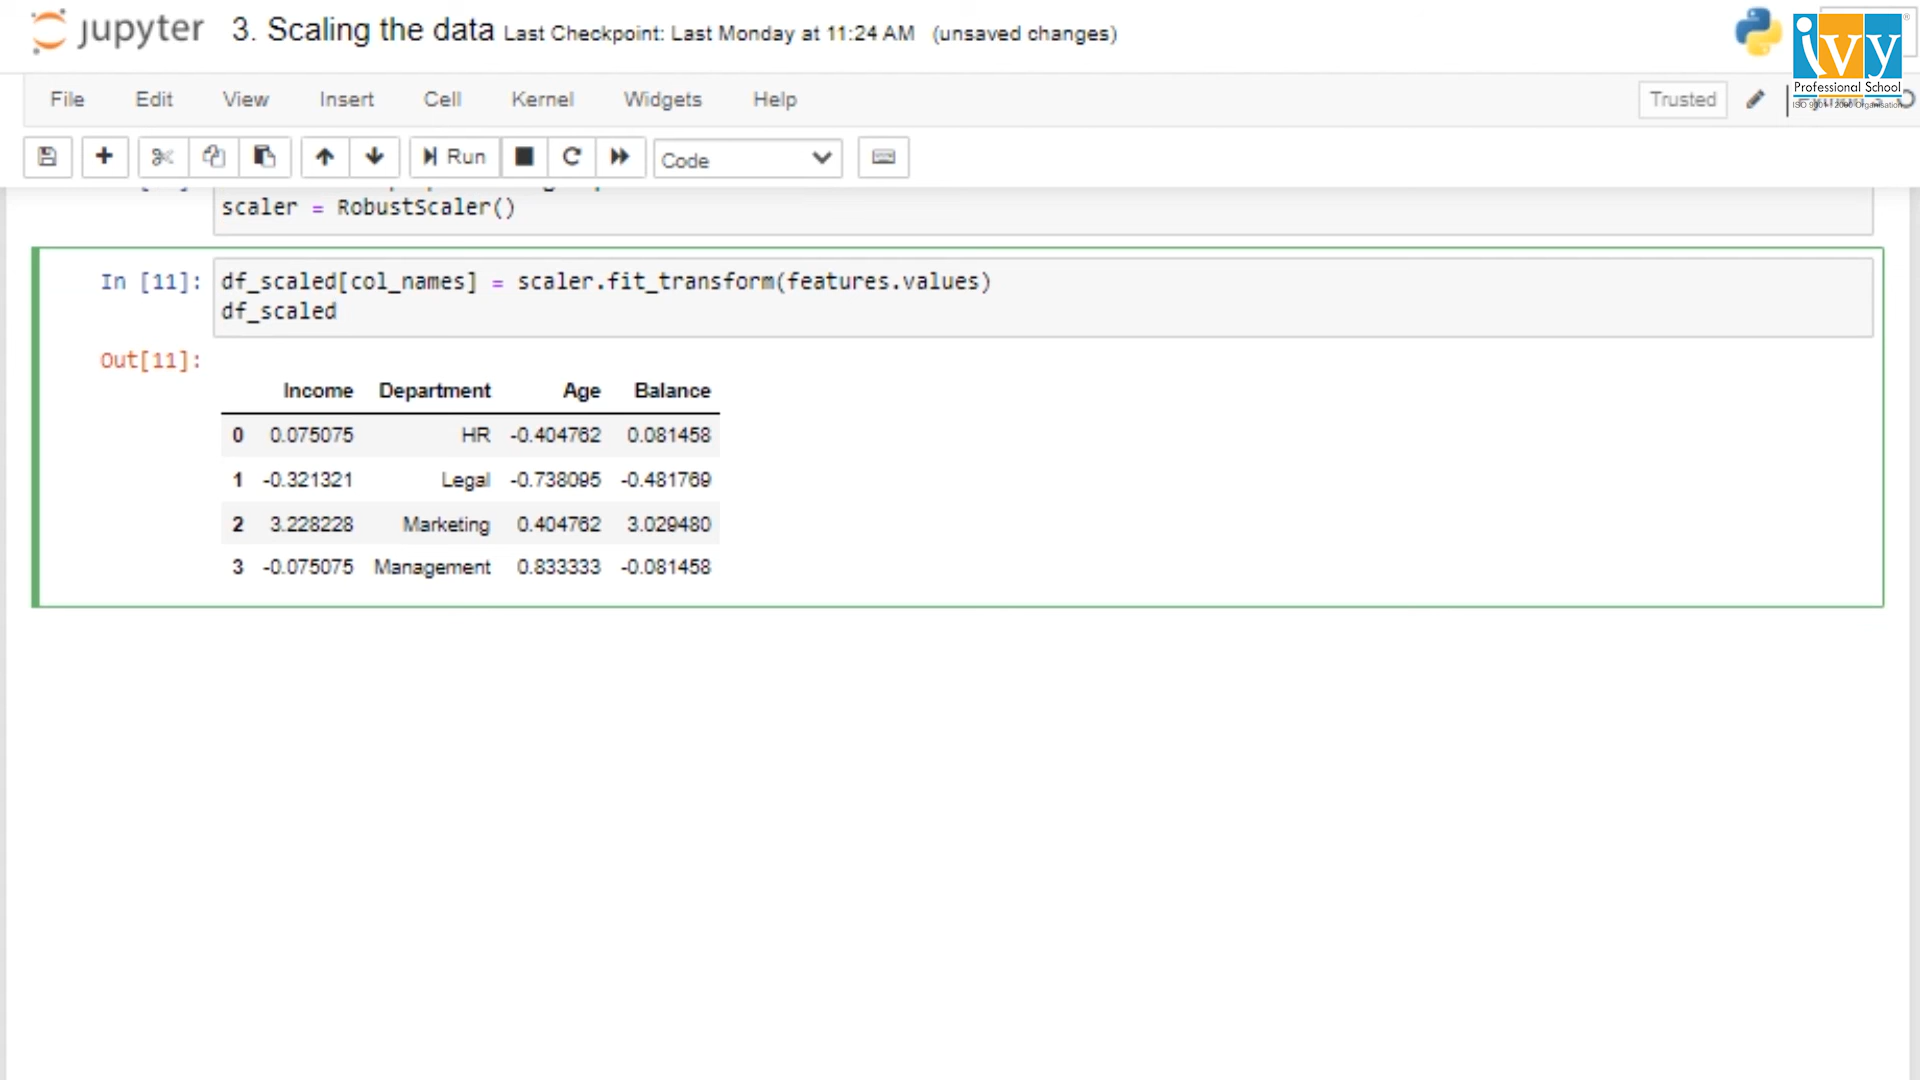 jupyter 3. Scaling the data Last Checkpoint: Last Monday at 11:24 AM (unsaved changes)
ivy
Professional School
File Edit View Insert Cell Kernel Widgets Help Trusted
Run Code
scaler = RobustScaler()
In [11]: df_scaled[col_names] = scaler.fit_transform(features.values)
df_scaled
Out[11]:
Income Department Age Balance
0 0.075075 HR -0.404762 0.081458
1 -0.321321 Legal -0.738095 -0.481769
2 3.228228 Marketing 0.404762 3.029480
3 -0.075075 Management 0.833333 -0.081458